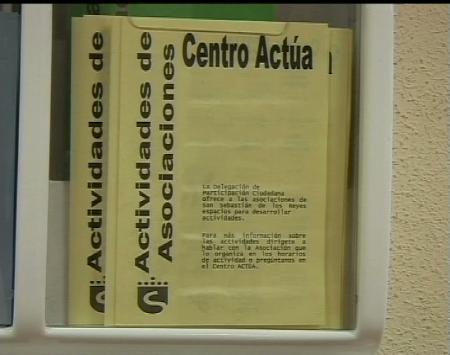 Actividades de
Actividades de
Asociaciones
Centro Actúa
La Delegación de
Participación Ciudadana
ofrece a las asociaciones de
san sebastián de los Reyes
espacios para desarrollar
actividades.
Para más información sobre
las actividades dirígete a
hablar con la Asociación que
lo organiza en los horarios
de actividad o pregúntanos en
el Centro ACTÚA.